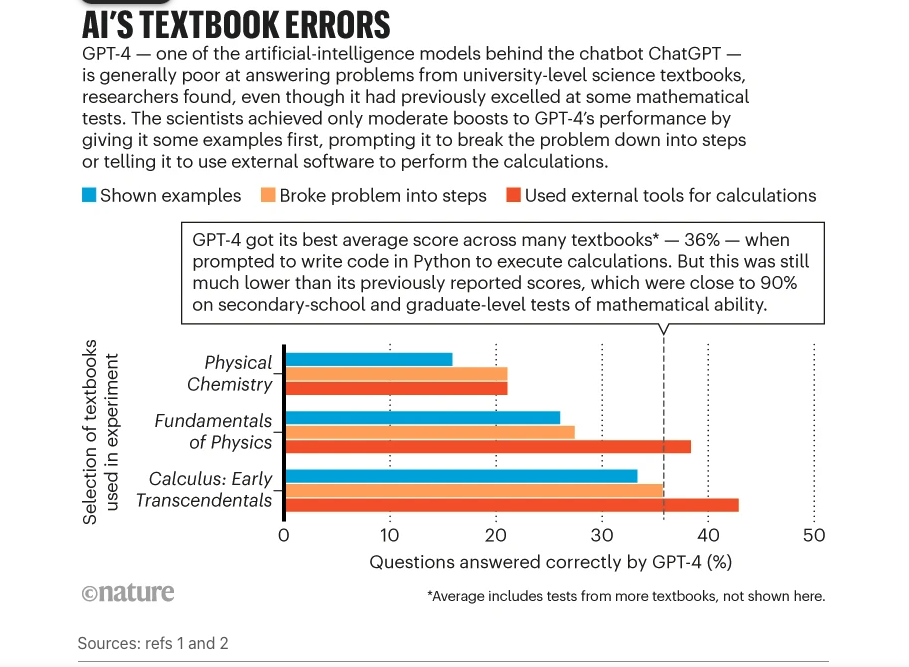 AI'S TEXTBOOK ERRORS
GPT-4 — one of the artificial-intelligence models behind the chatbot ChatGPT —
is generally poor at answering problems from university-level science textbooks,
researchers found, even though it had previously excelled at some mathematical
tests. The scientists achieved only moderate boosts to GPT-4's performance by
giving it some examples first, prompting it to break the problem down into steps
or telling it to use external software to perform the calculations.
Shown examples Broke problem into steps Used external tools for calculations
GPT-4 got its best average score across many textbooks* — 36% — when
prompted to write code in Python to execute calculations. But this was still
much lower than its previously reported scores, which were close to 90%
on secondary-school and graduate-level tests of mathematical ability.
Selection of textbooks
used in experiment
Physical
Chemistry
Fundamentals
of Physics
Calculus: Early
Transcendentals
0 10 20 30 40 50
Questions answered correctly by GPT-4 (%)
©nature
*Average includes tests from more textbooks, not shown here.
Sources: refs 1 and 2